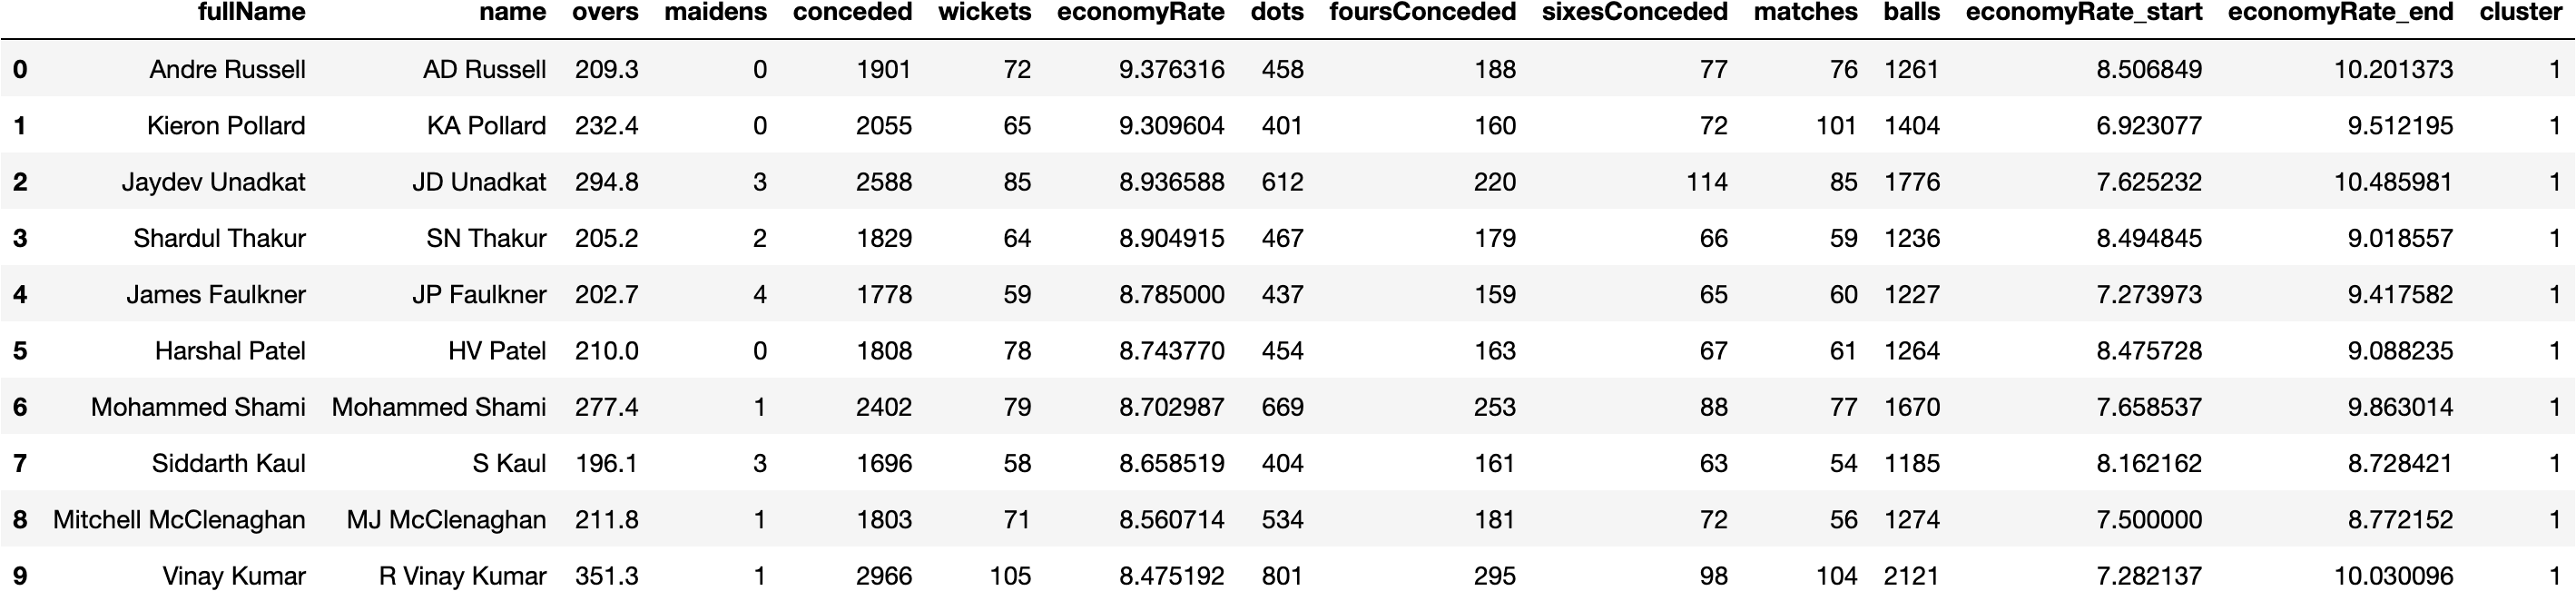 fullName name overs maidens conceded wickets economyRate dots foursConceded sixesConceded matches balls economyRate_start economyRate_end cluster
0 Andre Russell AD Russell 209.3 0 1901 72 9.376316 458 188 77 76 1261 8.506849 10.201373 1
1 Kieron Pollard KA Pollard 232.4 0 2055 65 9.309604 401 160 72 101 1404 6.923077 9.512195 1
2 Jaydev Unadkat JD Unadkat 294.8 3 2588 85 8.936588 612 220 114 85 1776 7.625232 10.485981 1
3 Shardul Thakur SN Thakur 205.2 2 1829 64 8.904915 467 179 66 59 1236 8.494845 9.018557 1
4 James Faulkner JP Faulkner 202.7 4 1778 59 8.785000 437 159 65 60 1227 7.273973 9.417582 1
5 Harshal Patel HV Patel 210.0 0 1808 78 8.743770 454 163 67 61 1264 8.475728 9.088235 1
6 Mohammed Shami Mohammed Shami 277.4 1 2402 79 8.702987 669 253 88 77 1670 7.658537 9.863014 1
7 Siddarth Kaul S Kaul 196.1 3 1696 58 8.658519 404 161 63 54 1185 8.162162 8.728421 1
8 Mitchell McClenaghan MJ McClenaghan 211.8 1 1803 71 8.560714 534 181 72 56 1274 7.500000 8.772152 1
9 Vinay Kumar R Vinay Kumar 351.3 1 2966 105 8.475192 801 295 98 104 2121 7.282137 10.030096 1